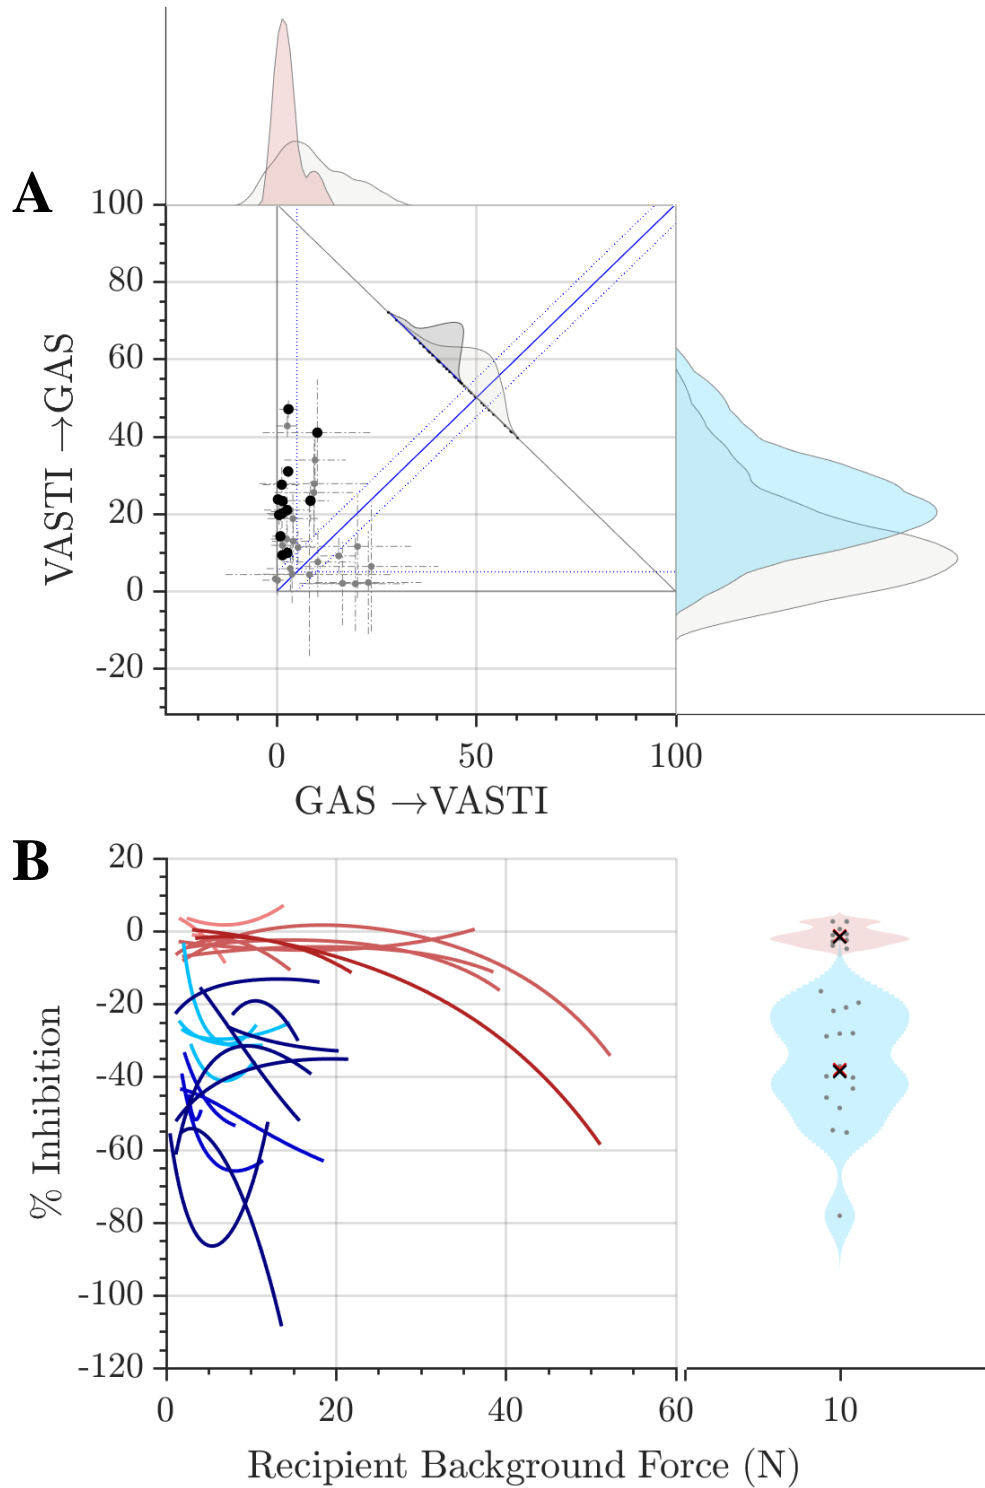 A
100
80
60
40
20
0
-20
VASTI →GAS
0 50 100
GAS →VASTI
B
20
0
-20
-40
-60
-80
-100
-120
% Inhibition
0 20 40 60 10
Recipient Background Force (N)